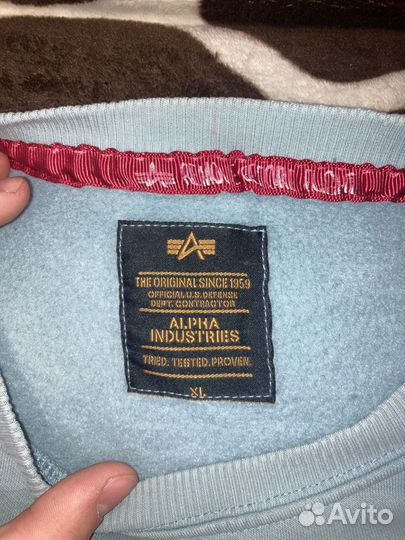 THE ORIGINAL SINCE 1959
OFFICIAL U.S. DEFENSE
DEPT. CONTRACTOR
ALPHA
INDUSTRIES
TRIED. TESTED. PROVEN.
XL
Avito